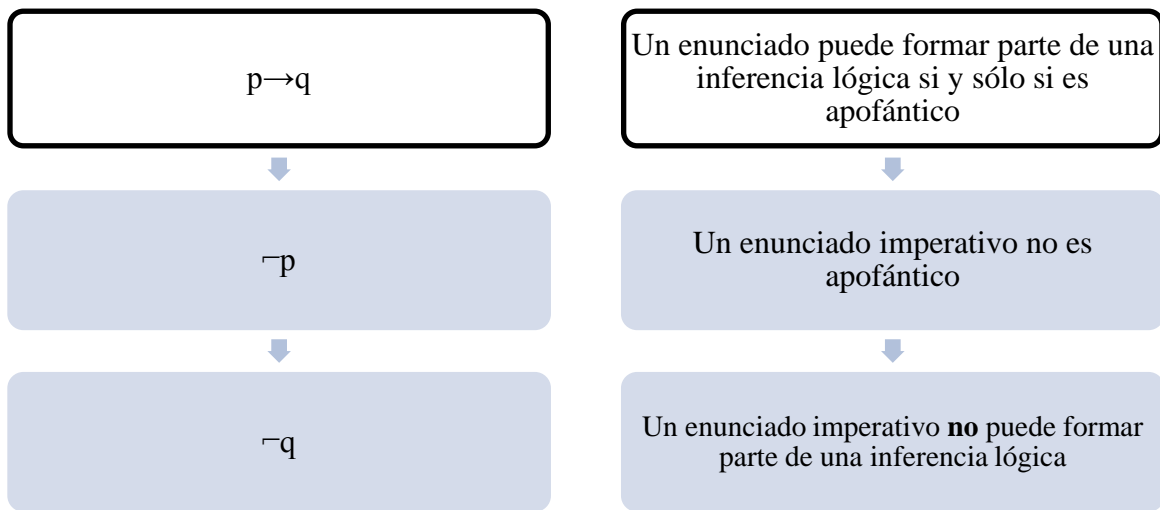 p→q
¬p
¬q
Un enunciado puede formar parte de una
inferencia lógica si y sólo si es
apofántico
Un enunciado imperativo no es
apofántico
Un enunciado imperativo no puede formar
parte de una inferencia lógica